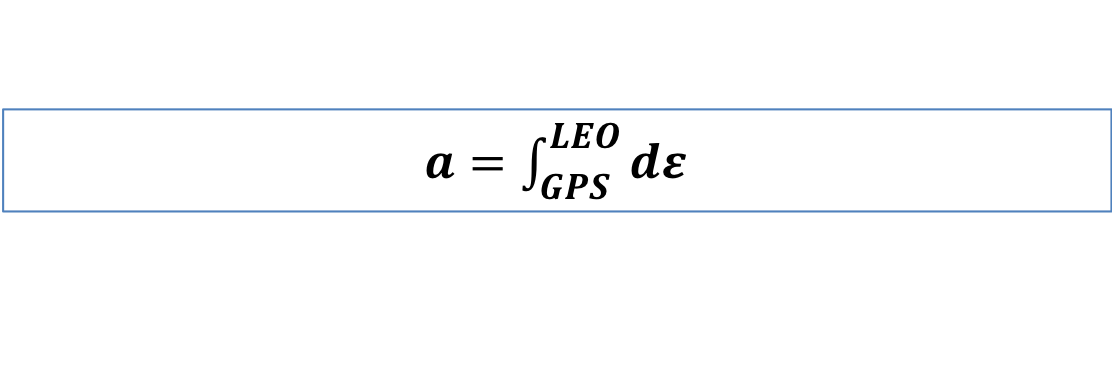 a = ∫_{GPS}^{LEO} dε